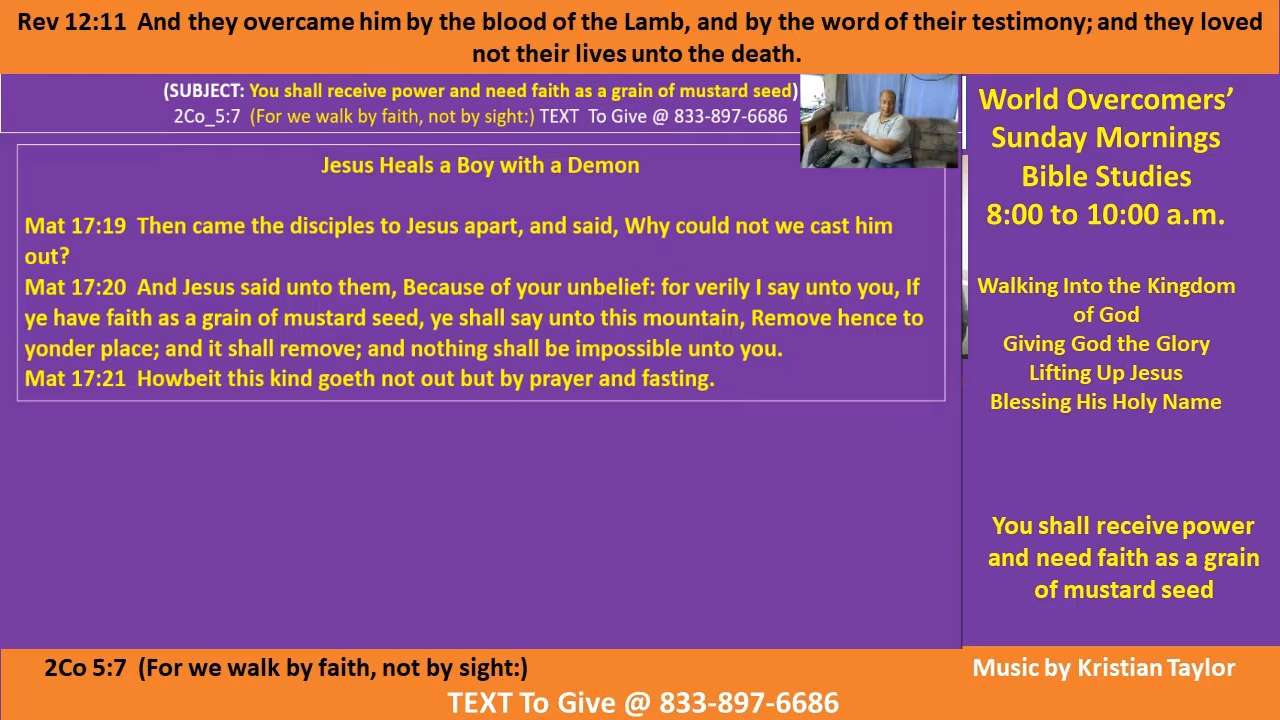 Rev 12:11  And they overcame him by the blood of the Lamb, and by the word of their testimony; and they loved
not their lives unto the death.
(SUBJECT: You shall receive power and need faith as a grain of mustard seed)
2Co_5:7  (For we walk by faith, not by sight:) TEXT  To Give @ 833-897-6686
Jesus Heals a Boy with a Demon
Mat 17:19  Then came the disciples to Jesus apart, and said, Why could not we cast him
out?
Mat 17:20  And Jesus said unto them, Because of your unbelief: for verily I say unto you, If
ye have faith as a grain of mustard seed, ye shall say unto this mountain, Remove hence to
yonder place; and it shall remove; and nothing shall be impossible unto you.
Mat 17:21  Howbeit this kind goeth not out but by prayer and fasting.
World Overcomers’
Sunday Mornings
Bible Studies
8:00 to 10:00 a.m.
Walking Into the Kingdom
of God
Giving God the Glory
Lifting Up Jesus
Blessing His Holy Name
You shall receive power
and need faith as a grain
of mustard seed
2Co 5:7  (For we walk by faith, not by sight:)
Music by Kristian Taylor
TEXT To Give @ 833-897-6686